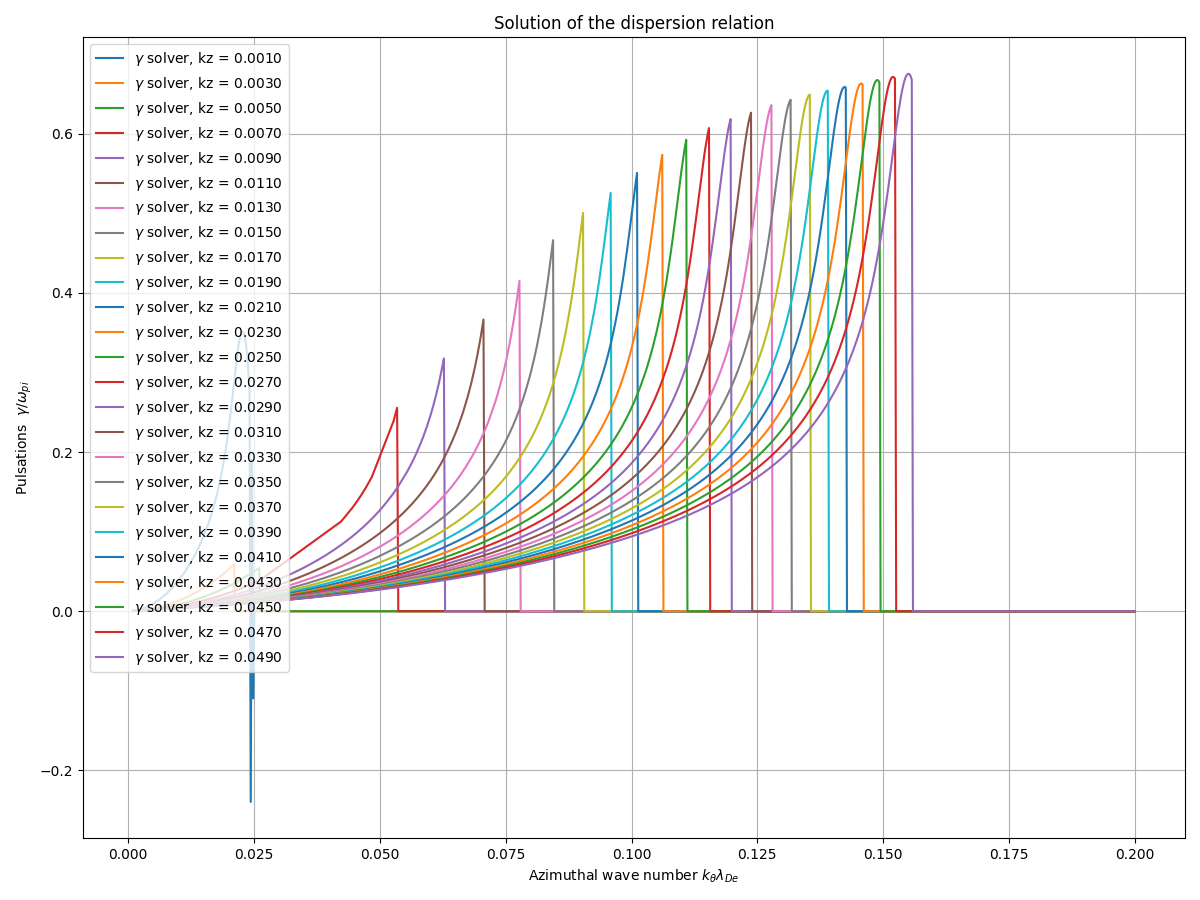 Solution of the dispersion relation
γ solver, kz = 0.0010
γ solver, kz = 0.0030
γ solver, kz = 0.0050
γ solver, kz = 0.0070
γ solver, kz = 0.0090
γ solver, kz = 0.0110
γ solver, kz = 0.0130
γ solver, kz = 0.0150
γ solver, kz = 0.0170
γ solver, kz = 0.0190
γ solver, kz = 0.0210
γ solver, kz = 0.0230
γ solver, kz = 0.0250
γ solver, kz = 0.0270
γ solver, kz = 0.0290
γ solver, kz = 0.0310
γ solver, kz = 0.0330
γ solver, kz = 0.0350
γ solver, kz = 0.0370
γ solver, kz = 0.0390
γ solver, kz = 0.0410
γ solver, kz = 0.0430
γ solver, kz = 0.0450
γ solver, kz = 0.0470
γ solver, kz = 0.0490
0.6
0.4
0.2
0.0
−0.2
Pulsations γ/ω_{pi}
0.000 0.025 0.050 0.075 0.100 0.125 0.150 0.175 0.200
Azimuthal wave number k_θλ_{De}